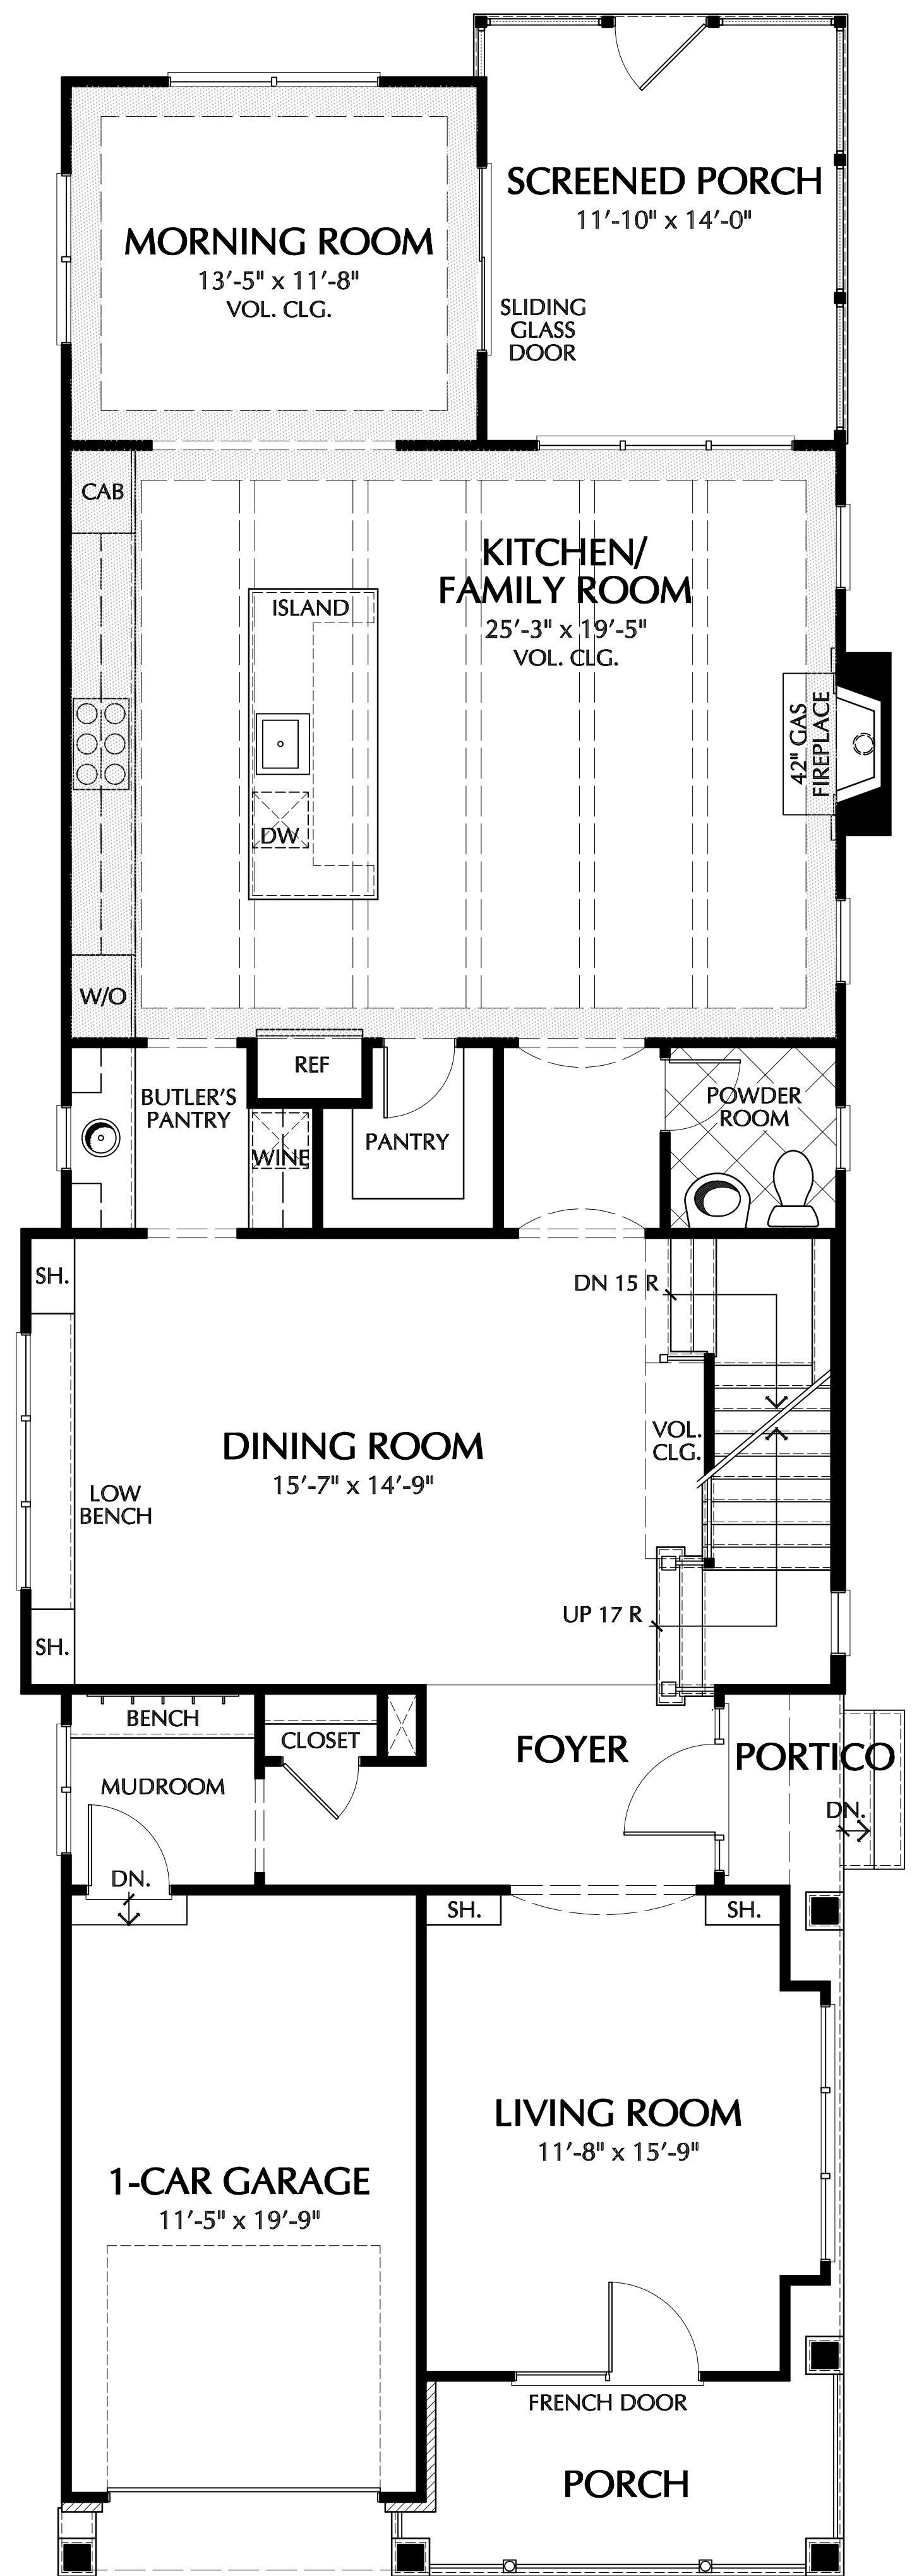 SCREENED PORCH
11'-10" x 14'-0"
MORNING ROOM
13'-5" x 11'-8"
VOL. CLG.
SLIDING
GLASS
DOOR
CAB
KITCHEN/
FAMILY ROOM
25'-3" x 19'-5"
VOL. CLG.
ISLAND
42" GAS
FIREPLACE
DW
W/O
REF
BUTLER'S
PANTRY
PANTRY
WINE
POWDER
ROOM
SH.
DN 15 R
DINING ROOM
15'-7" x 14'-9"
VOL.
CLG.
LOW
BENCH
UP 17 R
SH.
BENCH
CLOSET
FOYER
PORTICO
MUDROOM
DN.
DN.
SH.
SH.
LIVING ROOM
11'-8" x 15'-9"
1-CAR GARAGE
11'-5" x 19'-9"
FRENCH DOOR
PORCH